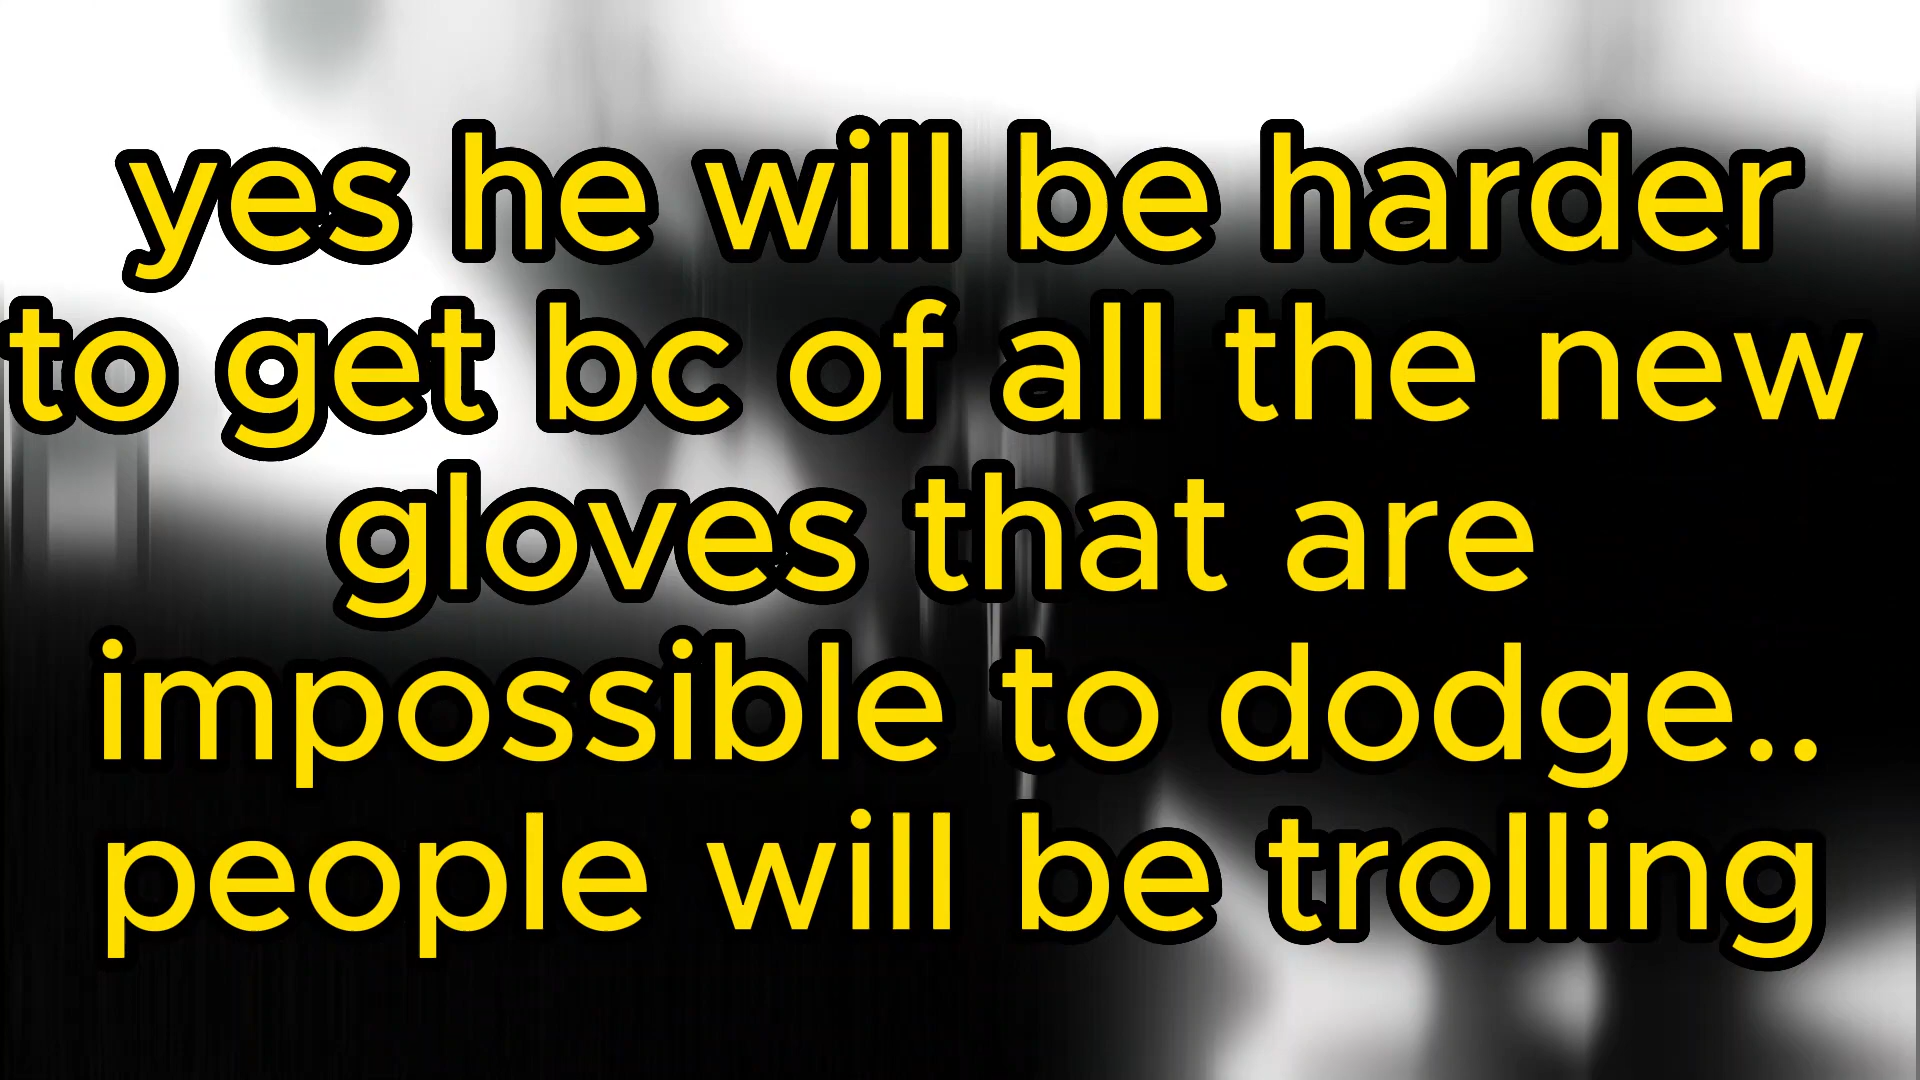 yes he will be harder
to get bc of all the new
gloves that are
impossible to dodge..
people will be trolling